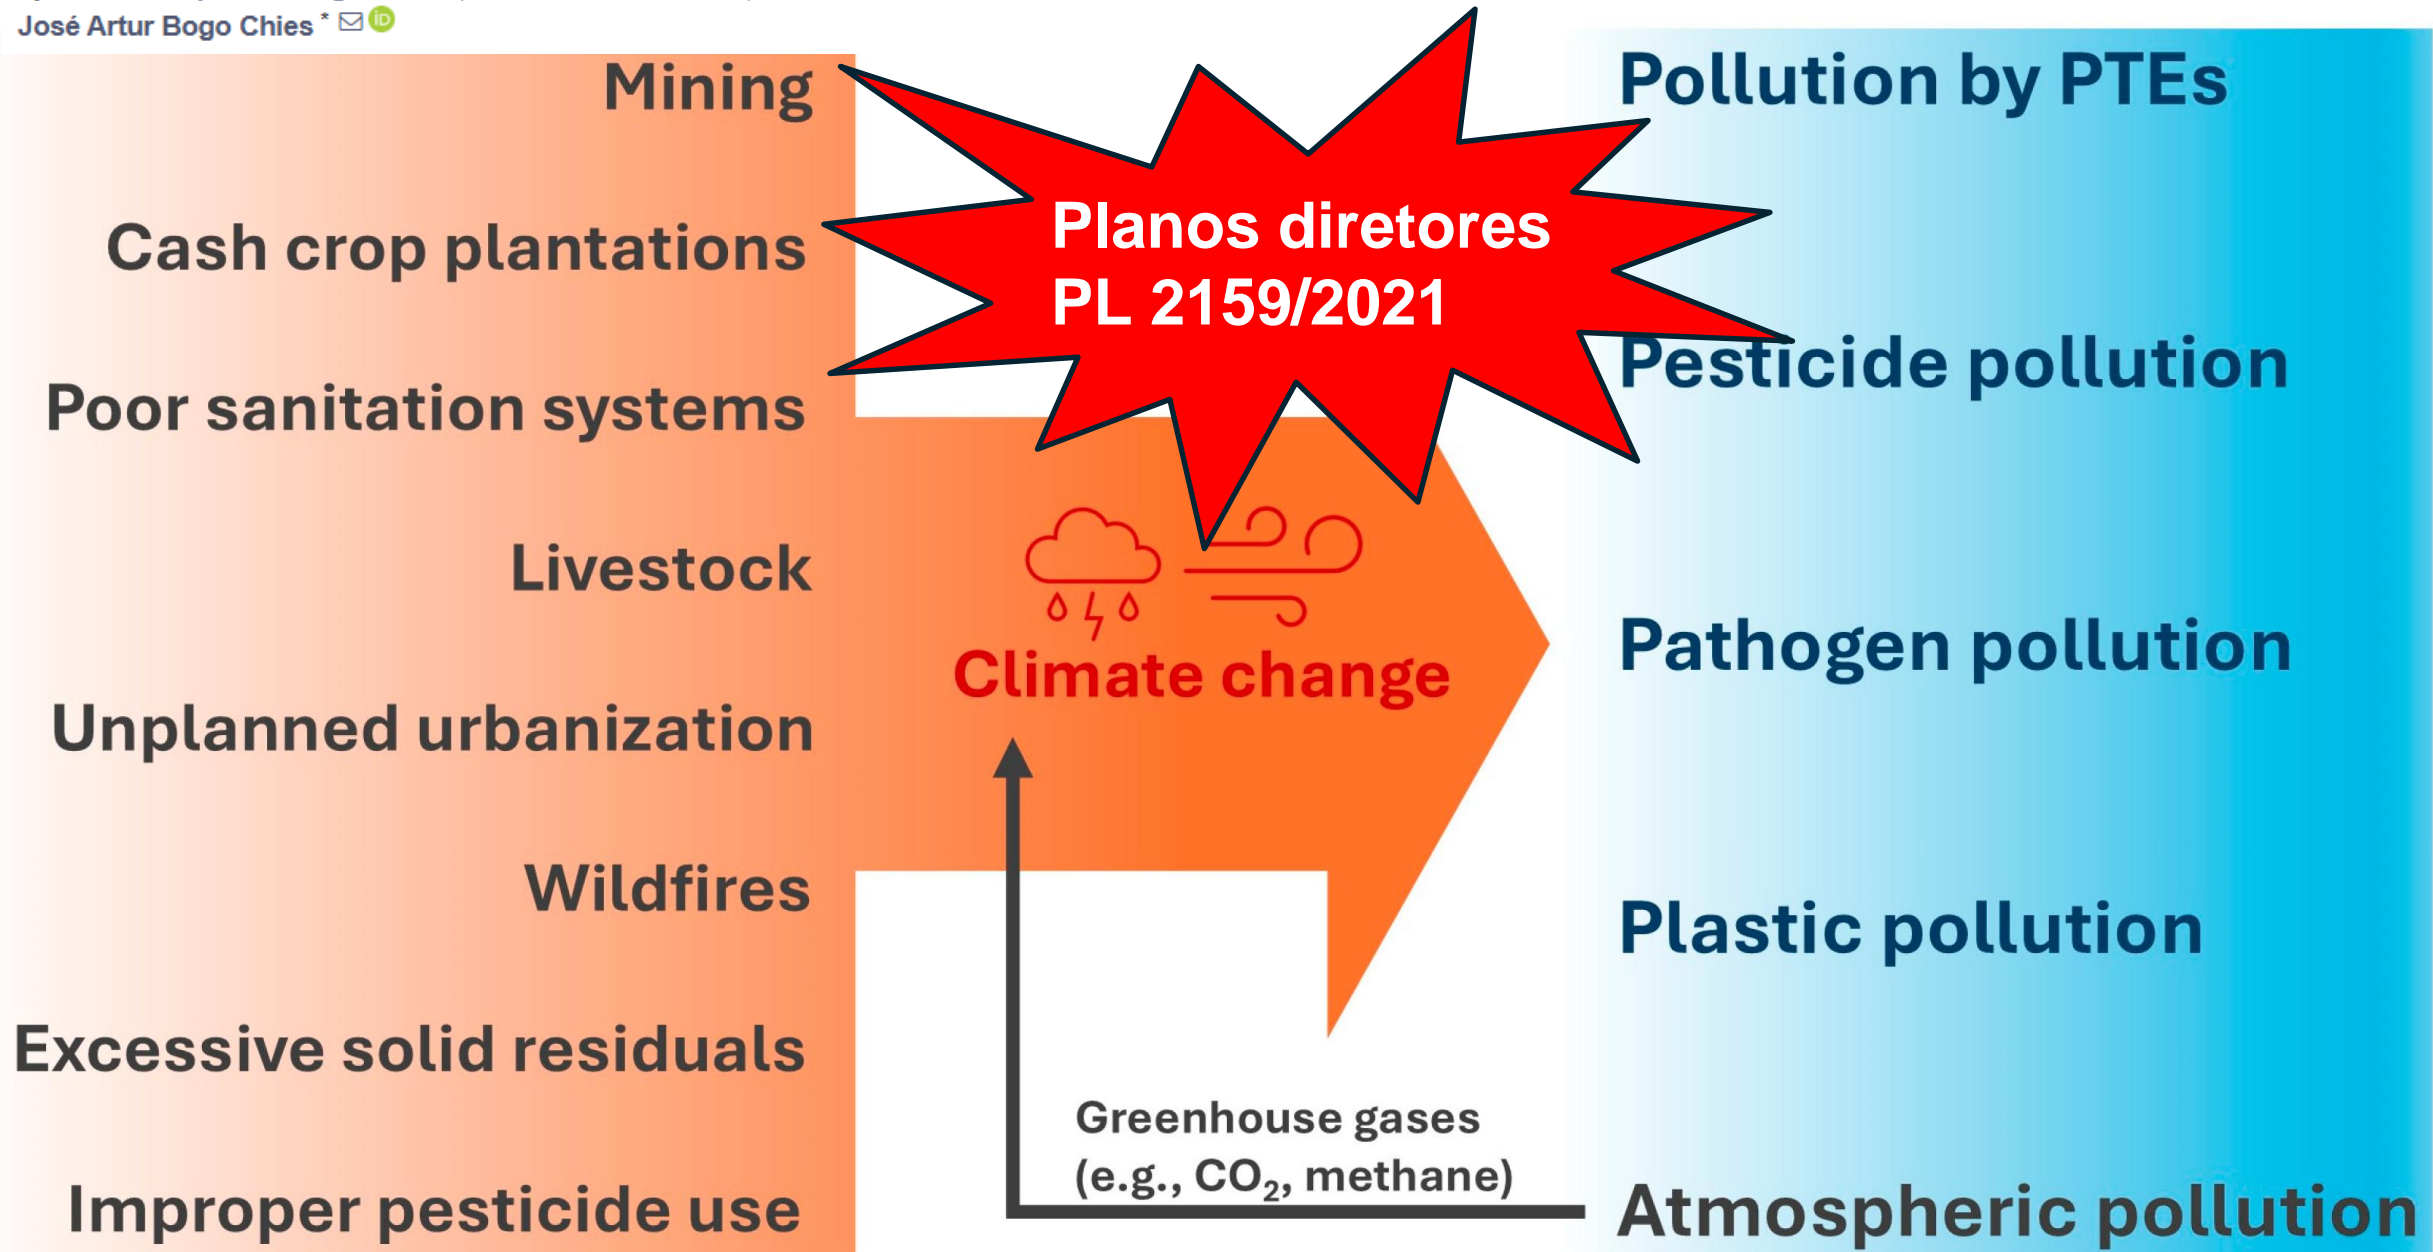 José Artur Bogo Chies *
Mining
Cash crop plantations
Poor sanitation systems
Livestock
Unplanned urbanization
Wildfires
Excessive solid residuals
Improper pesticide use
Planos diretores
PL 2159/2021
Climate change
Greenhouse gases
(e.g., CO₂, methane)
Pollution by PTEs
Pesticide pollution
Pathogen pollution
Plastic pollution
Atmospheric pollution